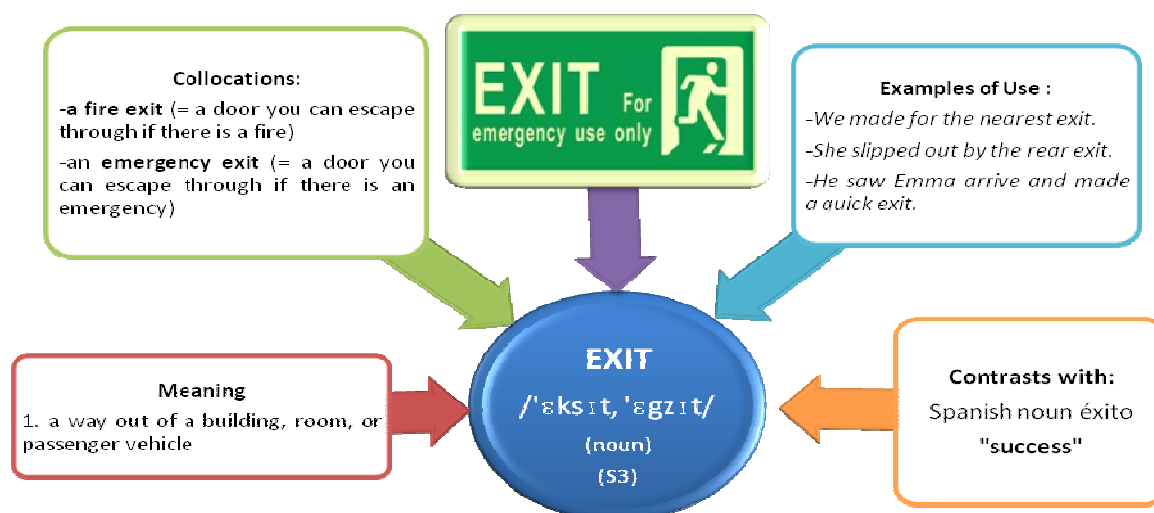 Collocations:
-a fire exit (= a door you can escape
through if there is a fire)
-an emergency exit (= a door you
can escape through if there is an
emergency)
EXIT For
emergency use only
Examples of Use :
-We made for the nearest exit.
-She slipped out by the rear exit.
-He saw Emma arrive and made
a quick exit.
Meaning
1. a way out of a building, room, or
passenger vehicle
EXIT
/ˈɛksɪt, ˈɛgzɪt/
(noun)
(S3)
Contrasts with:
Spanish noun éxito
"success"